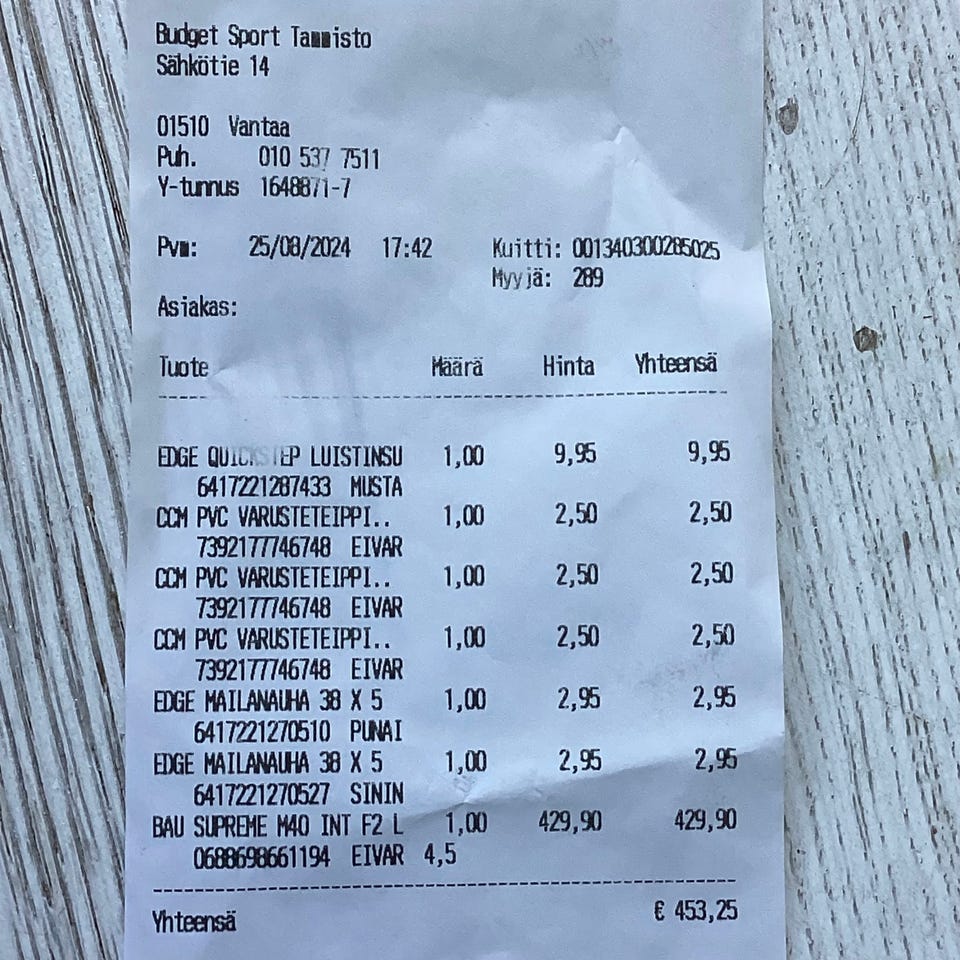 Budget Sport Tammisto
Sähkötie 14
01510 Vantaa
Puh. 010 537 7511
Y-tunnus 1648871-7
Pvm: 25/08/2024 17:42 Kuitti: 001340300285025
Myyjä: 289
Asiakas:
Tuote Määrä Hinta Yhteensä
EDGE QUICKSTEP LUISTINSU 1,00 9,95 9,95
6417221287433 MUSTA
CCM PVC VARUSTETEIPPI.. 1,00 2,50 2,50
7392177746748 EIVAR
CCM PVC VARUSTETEIPPI.. 1,00 2,50 2,50
7392177746748 EIVAR
CCM PVC VARUSTETEIPPI.. 1,00 2,50 2,50
7392177746748 EIVAR
EDGE MAILANAUHA 38 X 5 1,00 2,95 2,95
6417221270510 PUNAI
EDGE MAILANAUHA 38 X 5 1,00 2,95 2,95
6417221270527 SININ
BAU SUPREME M40 INT F2 L 1,00 429,90 429,90
0688698661194 EIVAR 4,5
Yhteensä € 453,25